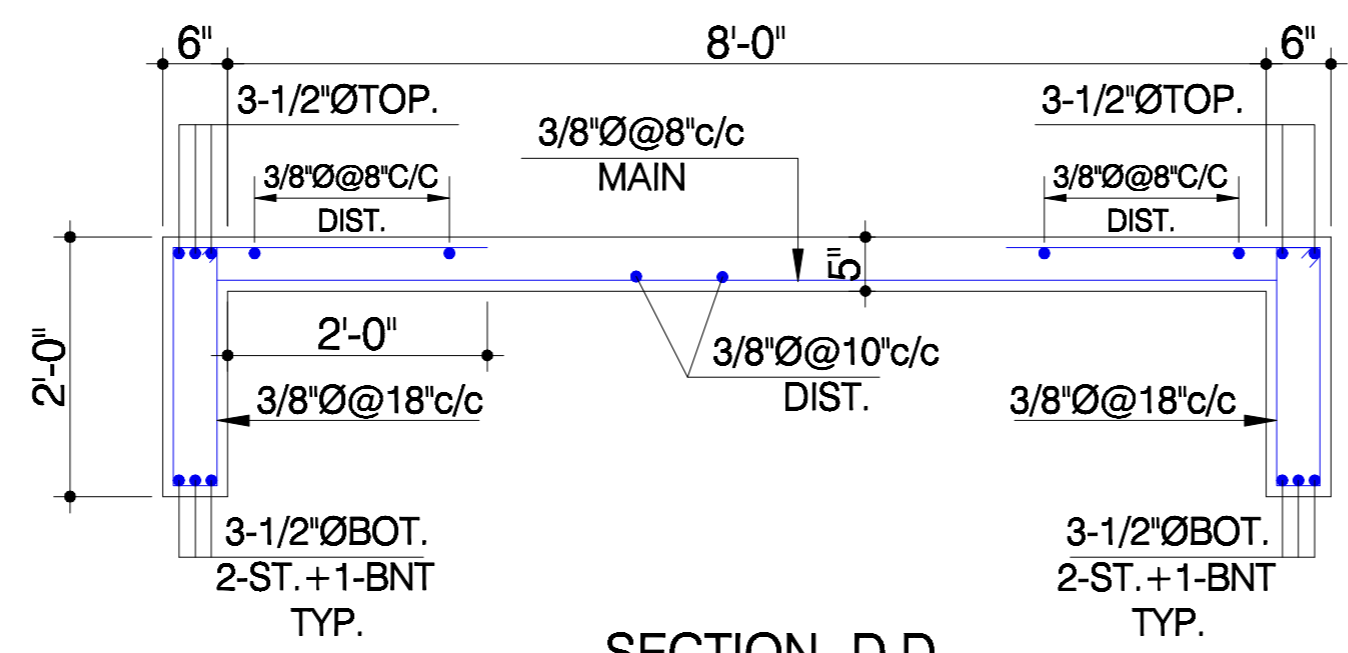 6" 8'-0" 6"
3-1/2"ØTOP. 3-1/2"ØTOP.
3/8"Ø@8"c/c
MAIN
3/8"Ø@8"C/C 3/8"Ø@8"C/C
DIST. DIST.
5"
2'-0"
2'-0"
3/8"Ø@10"c/c
DIST.
3/8"Ø@18"c/c 3/8"Ø@18"c/c
3-1/2"ØBOT. 3-1/2"ØBOT.
2-ST.+1-BNT 2-ST.+1-BNT
TYP. TYP.
SECTION D.D